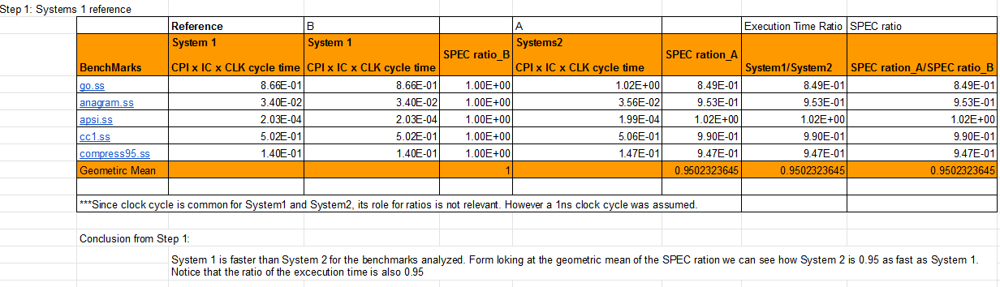 Step 1: Systems 1 reference
Reference B A Execution Time Ratio SPEC ratio
System 1 System 1 Systems2
SPEC ratio_B SPEC ration_A
BenchMarks CPI x IC x CLK cycle time CPI x IC x CLK cycle time CPI x IC x CLK cycle time System1/System2 SPEC ration_A/SPEC ratio_B
go.ss 8.66E-01 8.66E-01 1.00E+00 1.02E+00 8.49E-01 8.49E-01 8.49E-01
anagram.ss 3.40E-02 3.40E-02 1.00E+00 3.56E-02 9.53E-01 9.53E-01 9.53E-01
apsi.ss 2.03E-04 2.03E-04 1.00E+00 1.99E-04 1.02E+00 1.02E+00 1.02E+00
cc1.ss 5.02E-01 5.02E-01 1.00E+00 5.06E-01 9.90E-01 9.90E-01 9.90E-01
compress95.ss 1.40E-01 1.40E-01 1.00E+00 1.47E-01 9.47E-01 9.47E-01 9.47E-01
Geometirc Mean 1 0.9502323645 0.9502323645 0.9502323645
***Since clock cycle is common for System1 and System2, its role for ratios is not relevant. However a 1ns clock cycle was assumed.
Conclusion from Step 1:
System 1 is faster than System 2 for the benchmarks analyzed. Form loking at the geometric mean of the SPEC ration we can see how System 2 is 0.95 as fast as System 1.
Notice that the ratio of the excecution time is also 0.95